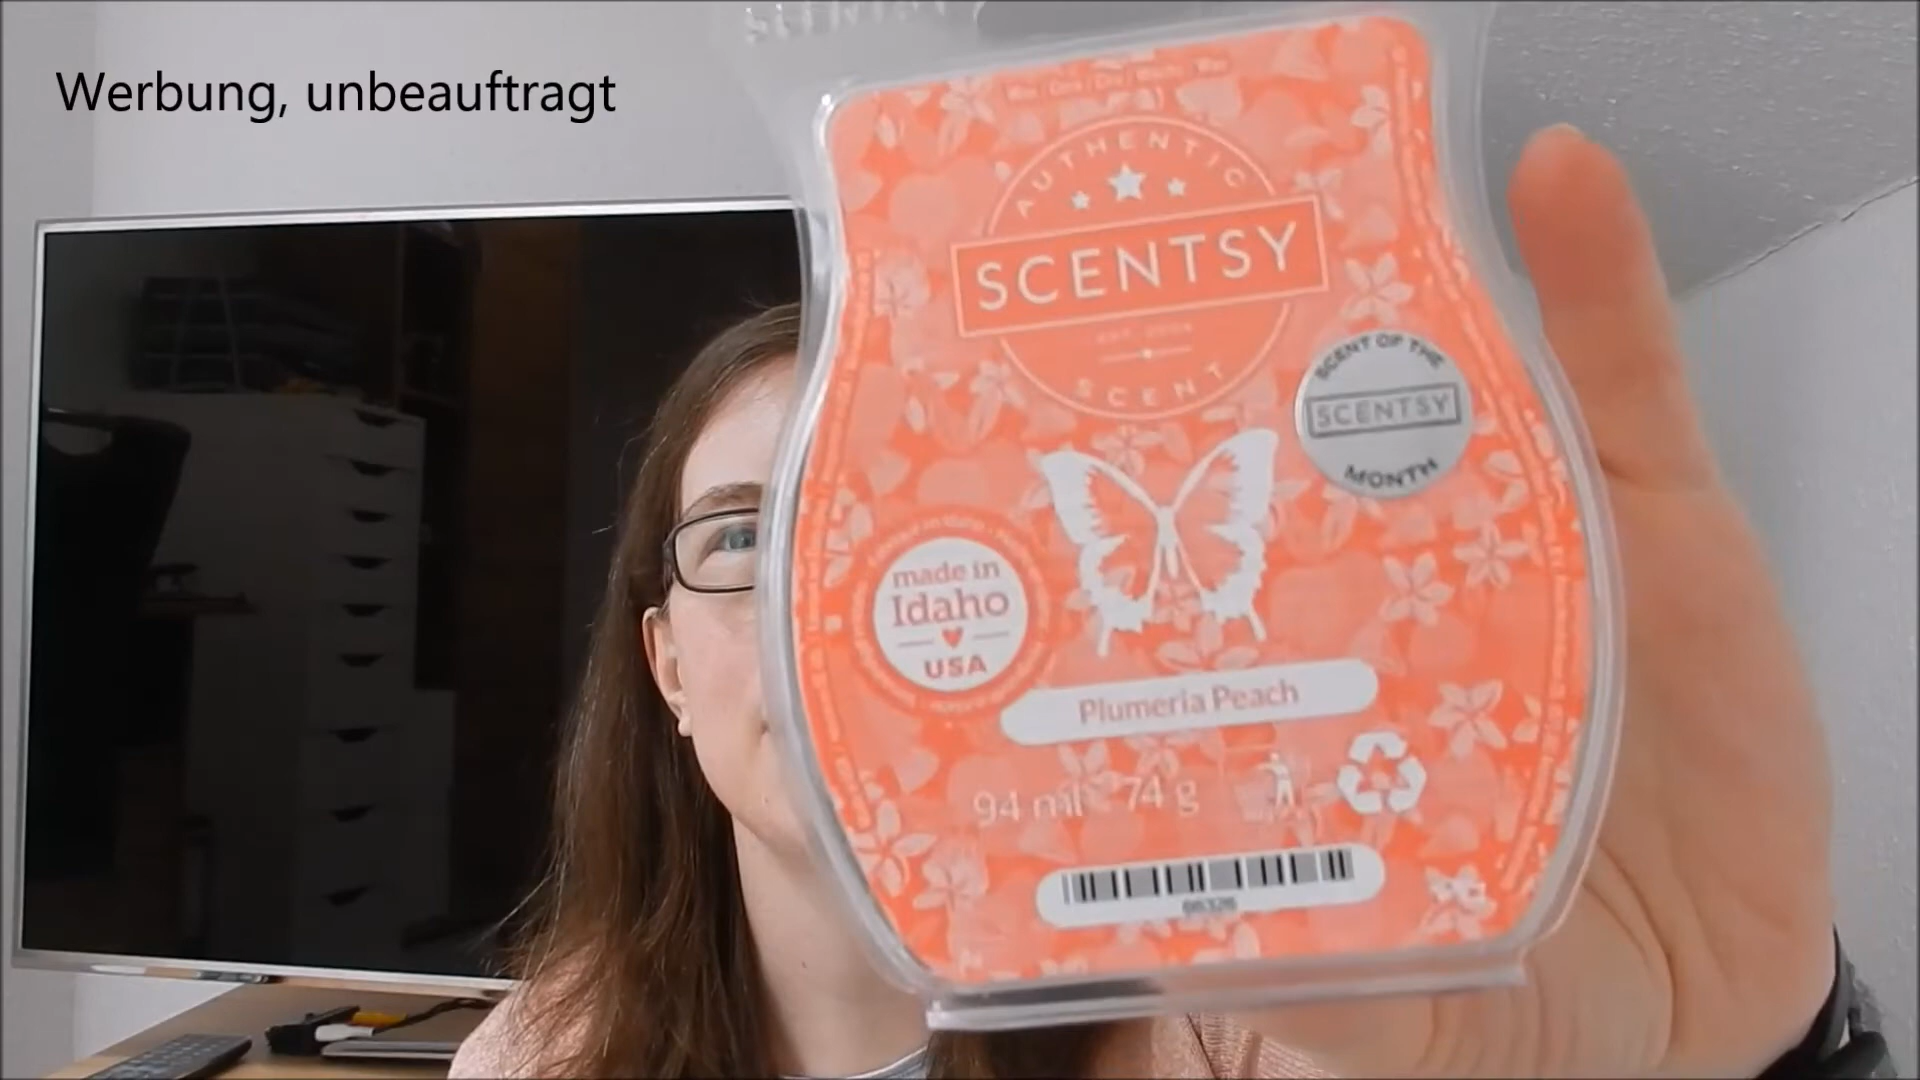 Werbung, unbeauftragt
SCENTSY
AUTHENTIC
SCENTSY
SCENT
SCENT OF THE
SCENTSY
MONTH
made in
Idaho
USA
Plumeria Peach
94 ml 74 g